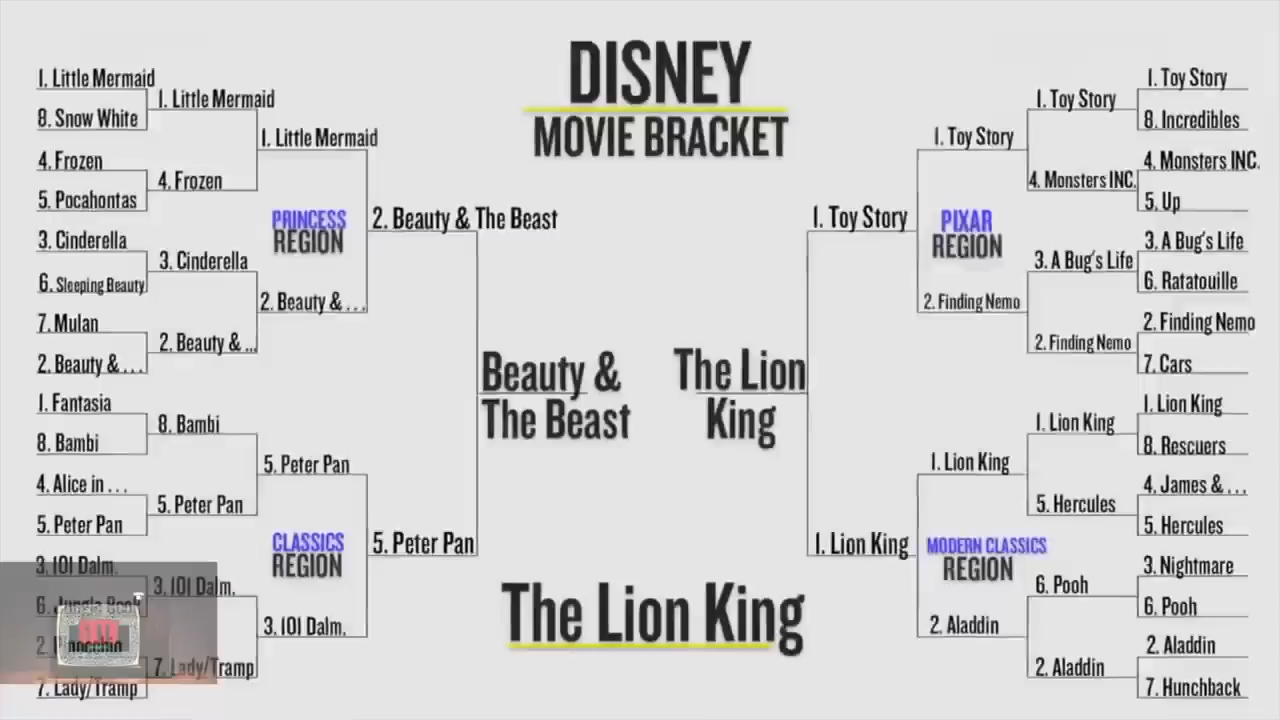 DISNEY
MOVIE BRACKET
1. Little Mermaid
8. Snow White
4. Frozen
5. Pocahontas
3. Cinderella
6. Sleeping Beauty
7. Mulan
2. Beauty & ...
1. Fantasia
8. Bambi
4. Alice in ...
5. Peter Pan
3. 101 Dalm.
6. Jungle Book
2. Pinocchio
7. Lady/Tramp
1. Little Mermaid
4. Frozen
3. Cinderella
2. Beauty & ...
8. Bambi
5. Peter Pan
3. 101 Dalm.
7. Lady/Tramp
1. Little Mermaid
PRINCESS
REGION
2. Beauty & ...
5. Peter Pan
CLASSICS
REGION
3. 101 Dalm.
2. Beauty & The Beast
5. Peter Pan
Beauty &
The Beast
The Lion
King
The Lion King
1. Toy Story
1. Lion King
1. Toy Story
PIXAR
REGION
2. Finding Nemo
1. Lion King
MODERN CLASSICS
REGION
2. Aladdin
1. Toy Story
4. Monsters INC.
3. A Bug's Life
2. Finding Nemo
1. Lion King
5. Hercules
6. Pooh
2. Aladdin
1. Toy Story
8. Incredibles
4. Monsters INC.
5. Up
3. A Bug's Life
6. Ratatouille
2. Finding Nemo
7. Cars
1. Lion King
8. Rescuers
4. James & ...
5. Hercules
3. Nightmare
6. Pooh
2. Aladdin
7. Hunchback